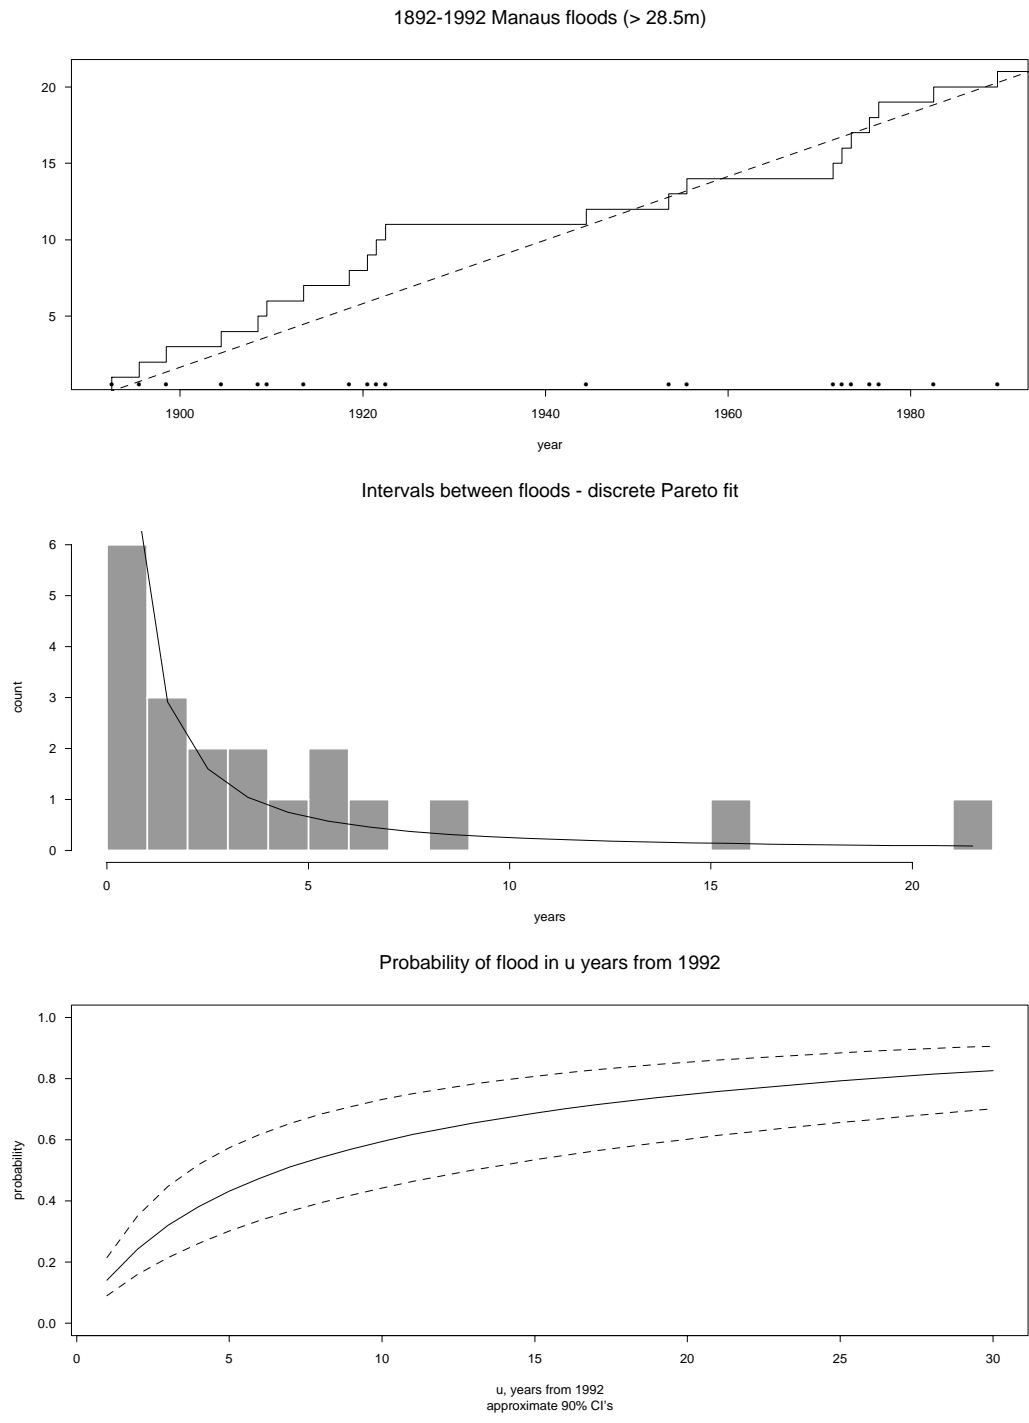 1892-1992 Manaus floods (> 28.5m)
20
15
10
5
1900 1920 1940 1960 1980
year
Intervals between floods - discrete Pareto fit
6
5
4
3
2
1
0
count
0 5 10 15 20
years
Probability of flood in u years from 1992
1.0
0.8
0.6
0.4
0.2
0.0
probability
0 5 10 15 20 25 30
u, years from 1992
approximate 90% CI's